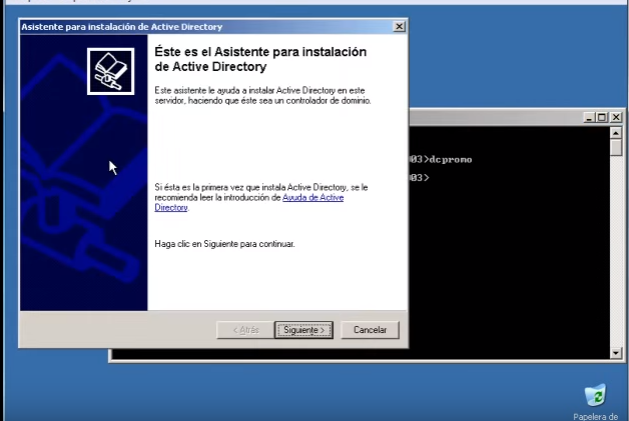 Asistente para instalación de Active Directory
Éste es el Asistente para instalación
de Active Directory
Este asistente le ayuda a instalar Active Directory en este
servidor, haciendo que éste sea un controlador de dominio.
Si ésta es la primera vez que instala Active Directory, se le
recomienda leer la introducción de Ayuda de Active
Directory.
Haga clic en Siguiente para continuar.
< Atrás
Siguiente >
Cancelar
03>dcpromo
03>
Papelera de